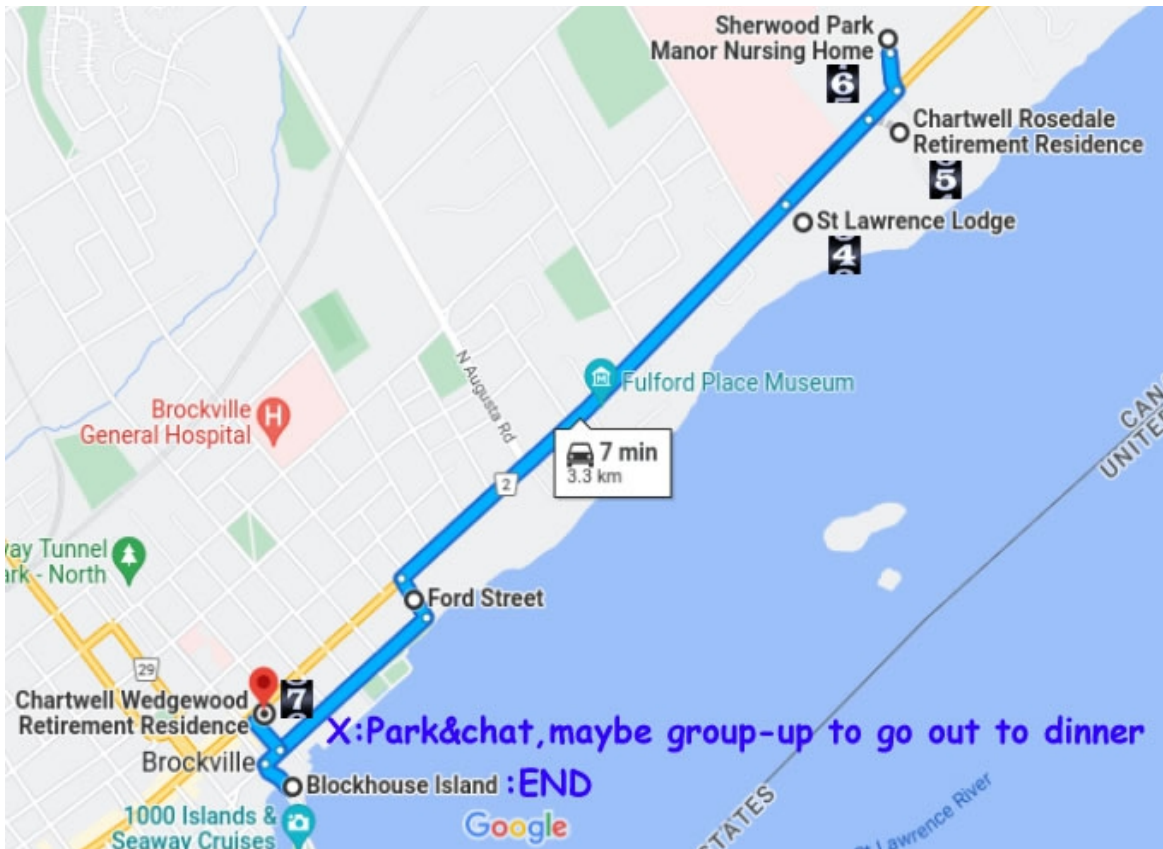 Sherwood Park
Manor Nursing Home
6
Chartwell Rosedale
Retirement Residence
5
St Lawrence Lodge
4
N Augusta Rd
Fulford Place Museum
Brockville
General Hospital
H
7 min
3.3 km
2
CAN
UNITE
way Tunnel
ark - North
Ford Street
29
Chartwell Wedgewood
Retirement Residence
7
X:Park&chat,maybe group-up to go out to dinner
Brockville
Blockhouse Island :END
1000 Islands &
Seaway Cruises
Google
STATES
St Lawrence River